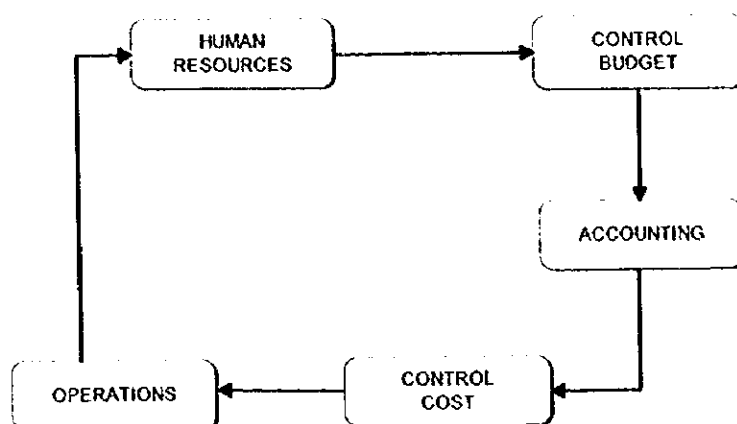 HUMAN
RESOURCES
CONTROL
BUDGET
ACCOUNTING
CONTROL
COST
OPERATIONS